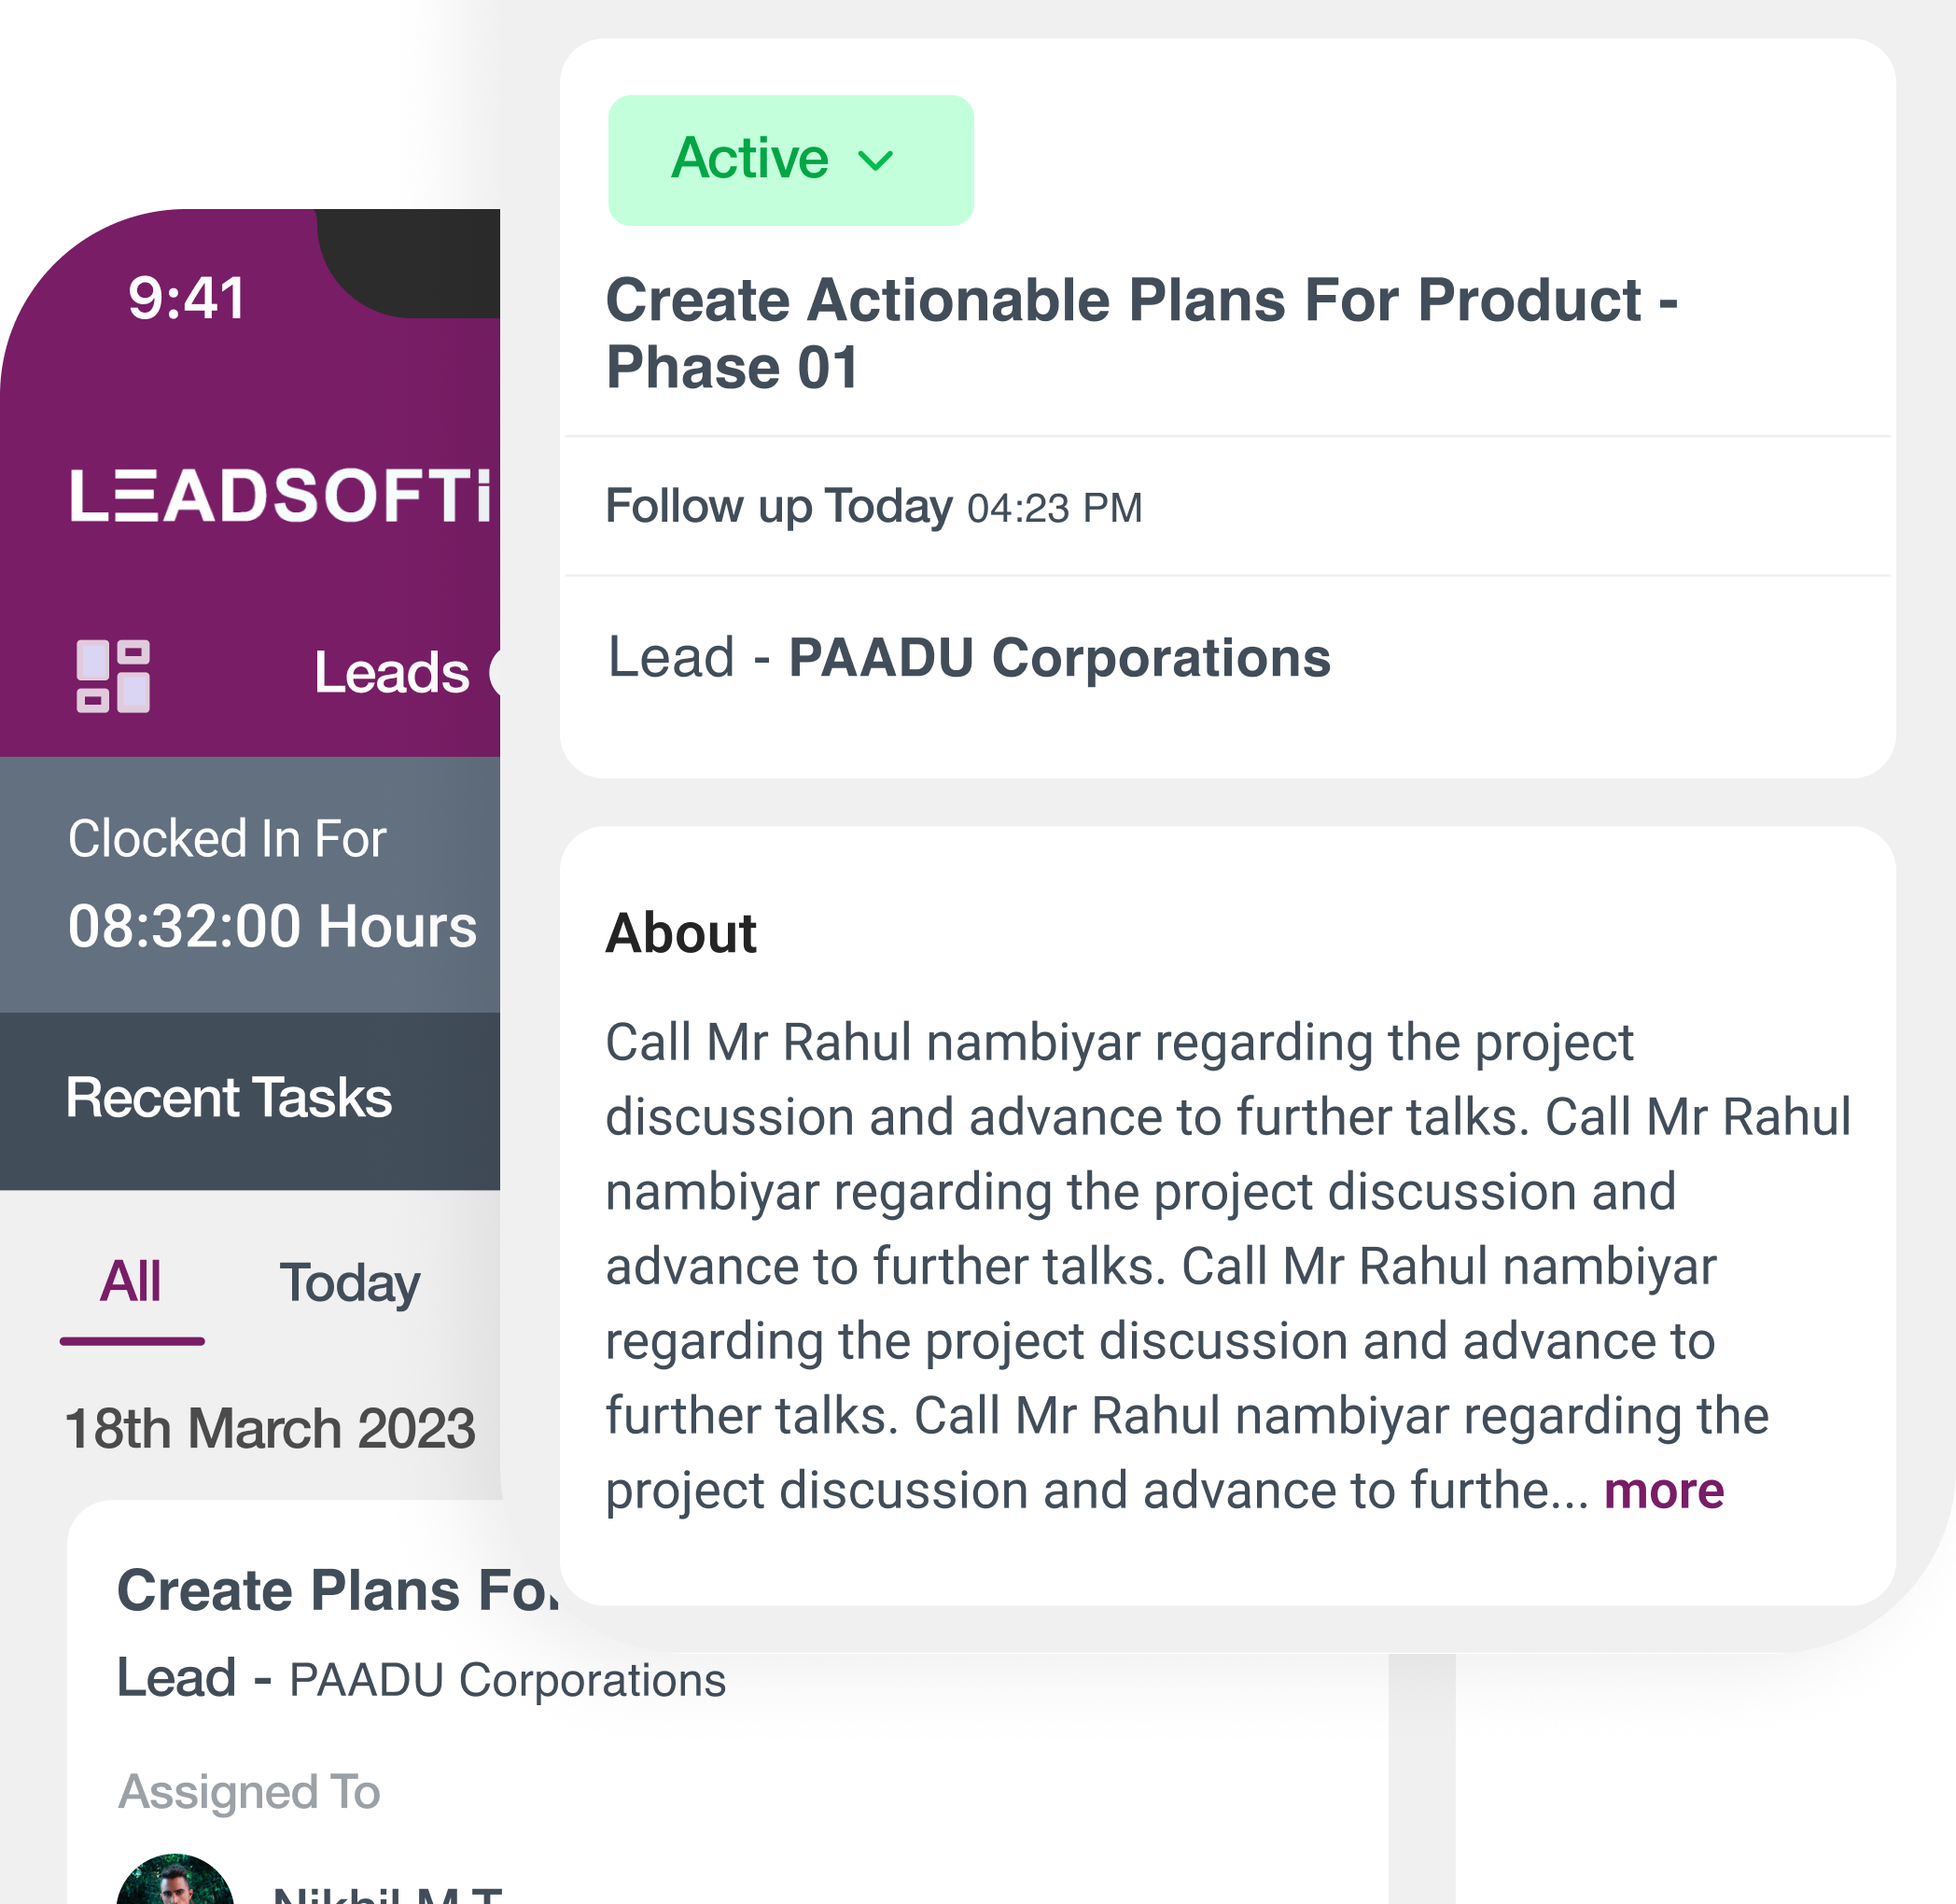 Active
Create Actionable Plans For Product -
Phase 01
Follow up Today 04:23 PM
Lead - PAADU Corporations
About
Call Mr Rahul nambiyar regarding the project
discussion and advance to further talks. Call Mr Rahul
nambiyar regarding the project discussion and
advance to further talks. Call Mr Rahul nambiyar
regarding the project discussion and advance to
further talks. Call Mr Rahul nambiyar regarding the
project discussion and advance to furthe... more
9:41
LEADSOFTi
Leads
Clocked In For
08:32:00 Hours
Recent Tasks
All Today
18th March 2023
Create Plans Fo
Lead - PAADU Corporations
Assigned To
Nikhil M T